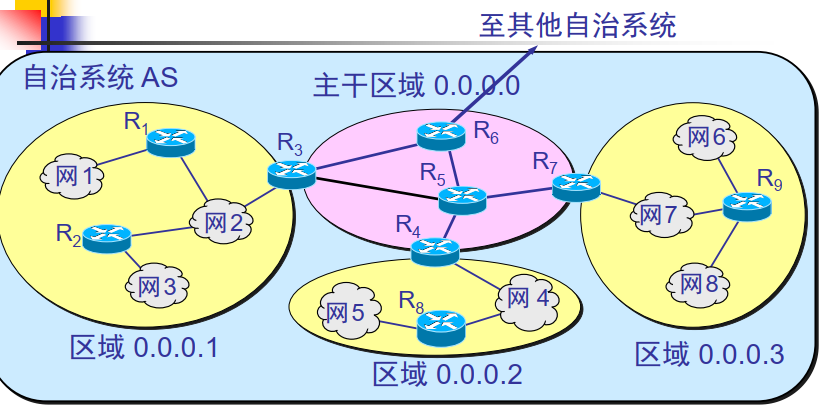 至其他自治系统
自治系统 AS
主干区域 0.0.0.0
R1
R3
R6
网6
网1
R5
R7
R9
R2
网2
R4
网7
网3
网5
R8
网 4
网8
区域 0.0.0.1
区域 0.0.0.2
区域 0.0.0.3